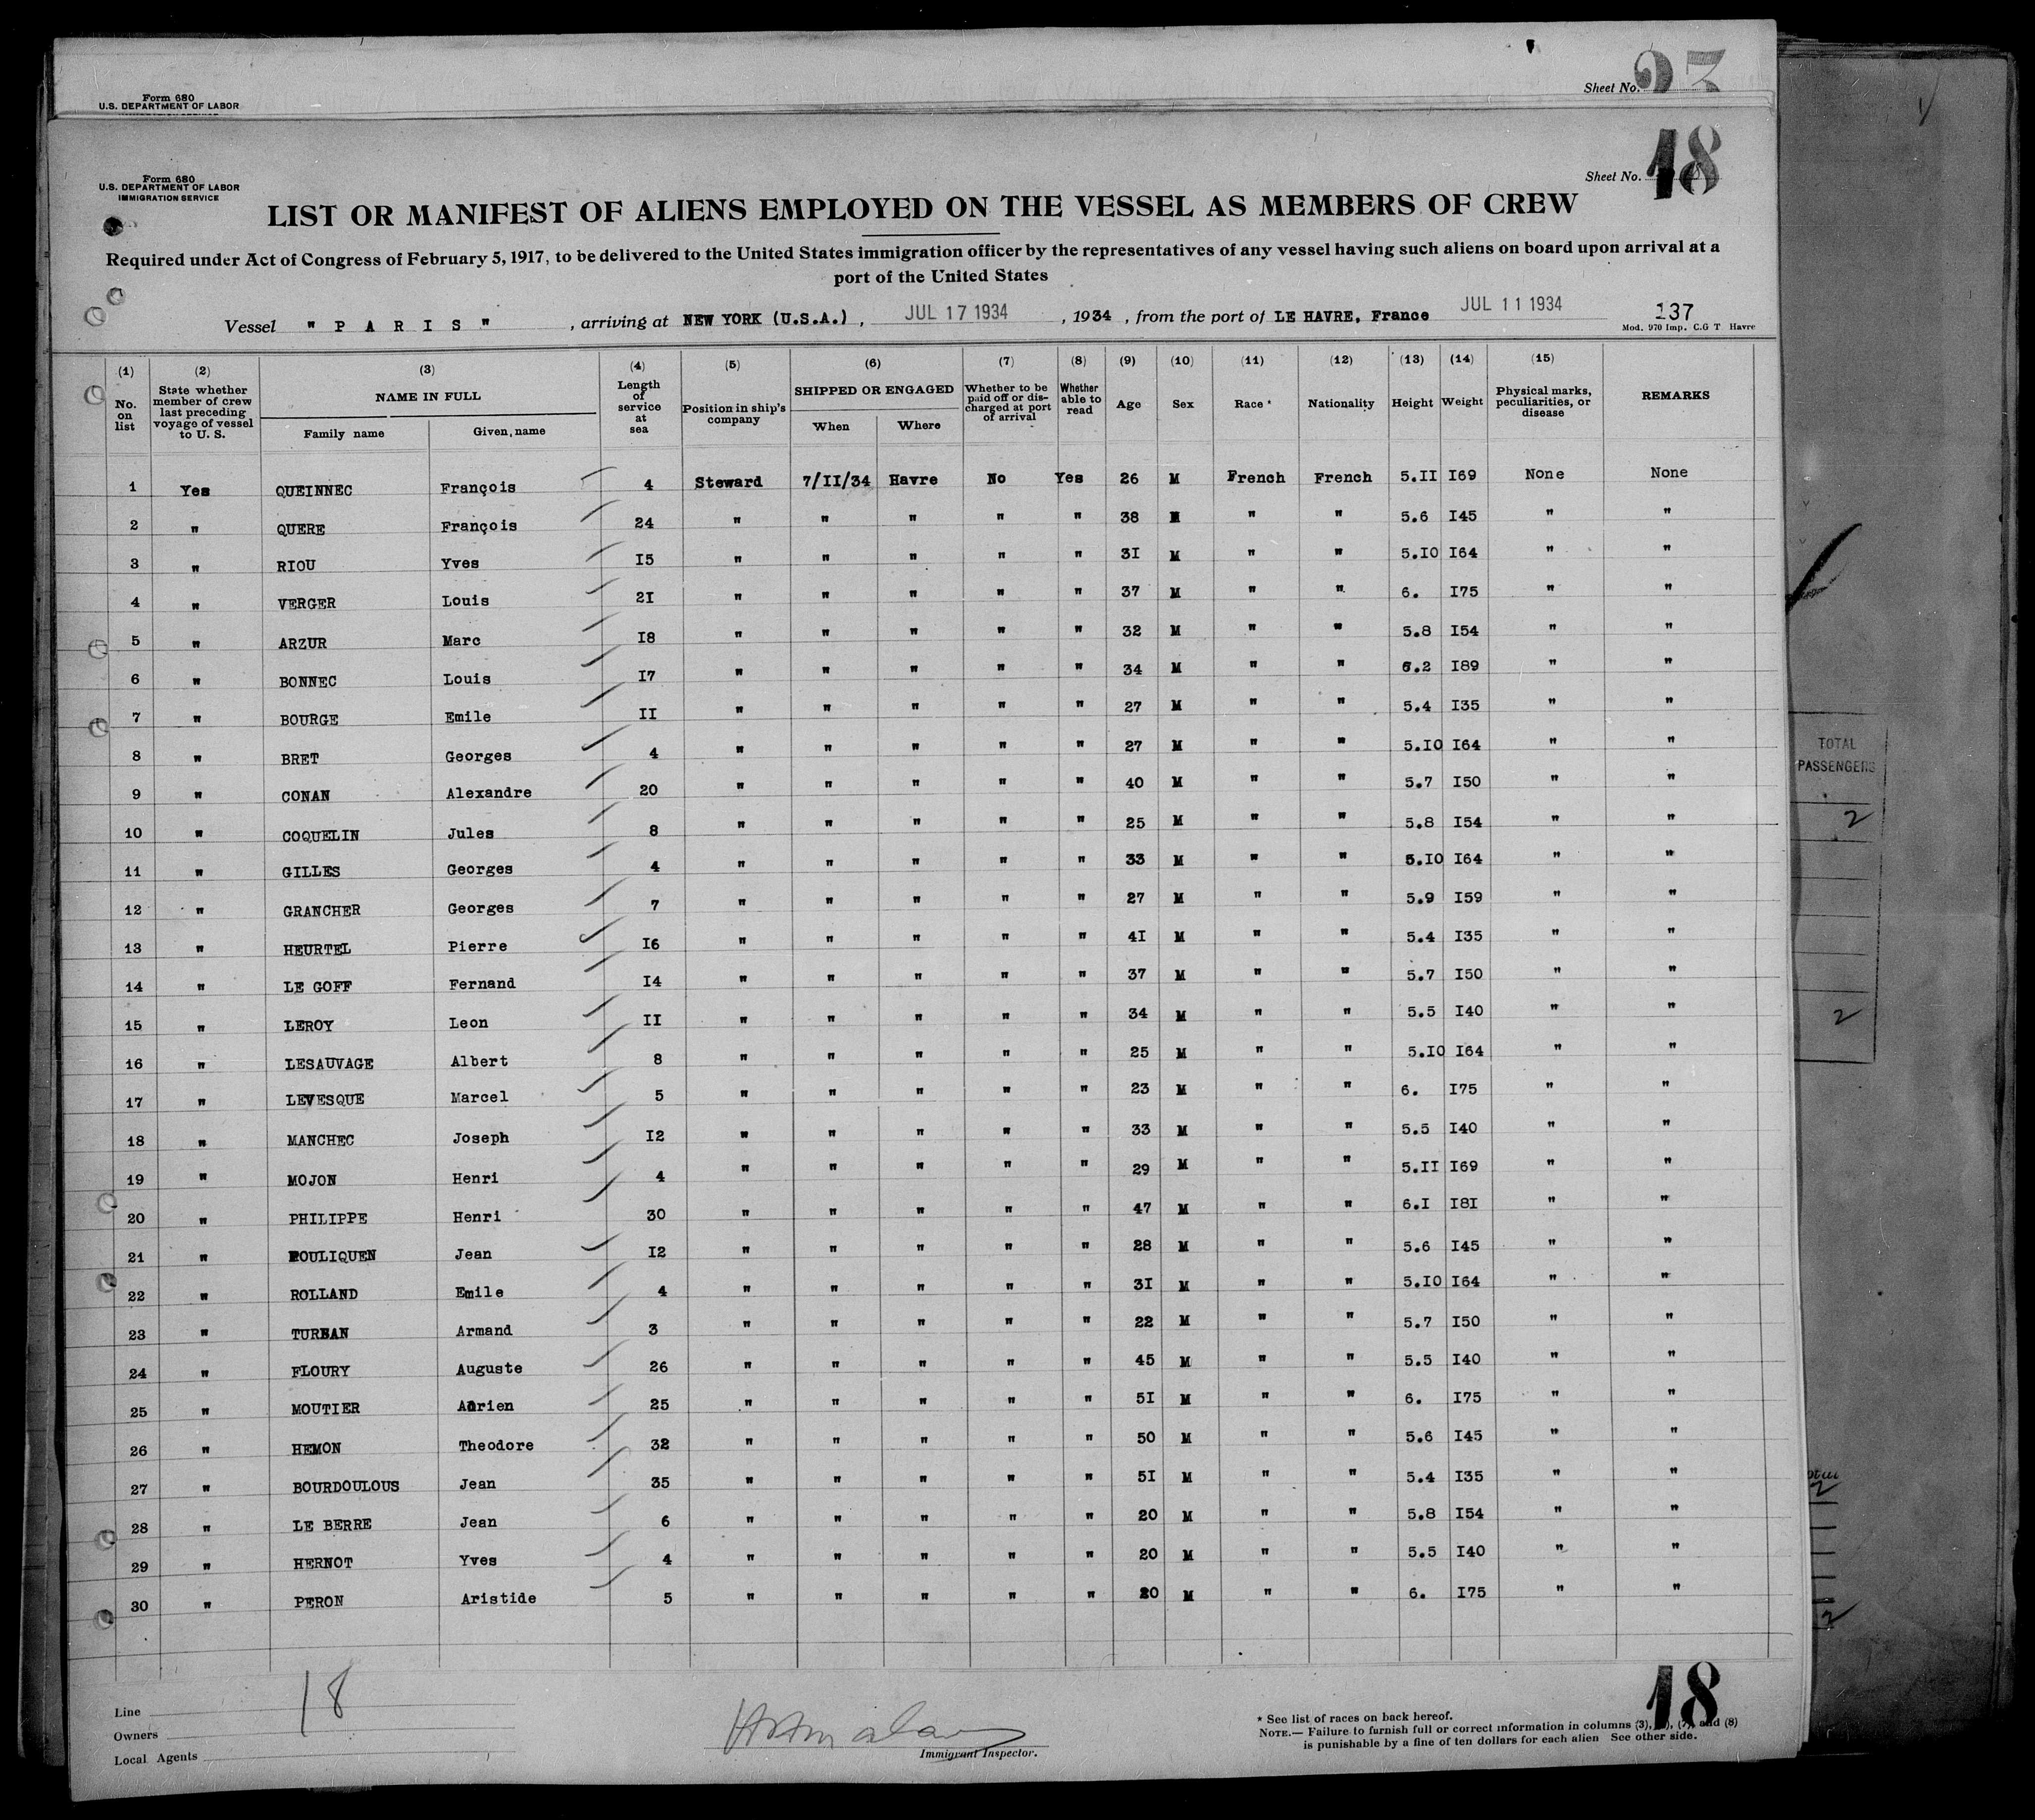 Form 680
U.S. DEPARTMENT OF LABOR
Sheet No.
Form 680
U.S. DEPARTMENT OF LABOR
IMMIGRATION SERVICE
Sheet No. 18
LIST OR MANIFEST OF ALIENS EMPLOYED ON THE VESSEL AS MEMBERS OF CREW
Required under Act of Congress of February 5, 1917, to be delivered to the United States immigration officer by the representatives of any vessel having such aliens on board upon arrival at a
port of the United States
Vessel "P A R I S" , arriving at NEW YORK (U.S.A.) , JUL 17 1934 , 1934 , from the port of LE HAVRE, France JUL 11 1934 137
Mod. 970 Imp. C.G T Havre
(1) (2) (3) (4) (5) (6) (7) (8) (9) (10) (11) (12) (13) (14) (15)
No. on list State whether member of crew last preceding voyage of vessel to U. S. NAME IN FULL Family name Given name Length of service at sea Position in ship's company SHIPPED OR ENGAGED When Where Whether to be paid off or discharged at port of arrival Whether able to read Age Sex Race * Nationality Height Weight Physical marks, peculiarities, or disease REMARKS
1 Yes QUEINNEC François 4 Steward 7/II/34 Havre No Yes 26 M French French 5.II I69 None None
2 " QUERE François 24 " " " " " 38 M " " 5.6 I45 " "
3 " RIOU Yves I5 " " " " " 3I M " " 5.I0 I64 " "
4 " VERGER Louis 2I " " " " " 37 M " " 6. I75 " "
5 " ARZUR Marc I8 " " " " " 32 M " " 5.8 I54 " "
6 " BONNEC Louis I7 " " " " " 34 M " " 6.2 I89 " "
7 " BOURGE Emile II " " " " " 27 M " " 5.4 I35 " "
8 " BRET Georges 4 " " " " " 27 M " " 5.I0 I64 " "
9 " CONAN Alexandre 20 " " " " " 40 M " " 5.7 I50 " "
10 " COQUELIN Jules 8 " " " " " 25 M " " 5.8 I54 " "
11 " GILLES Georges 4 " " " " " 33 M " " 5.I0 I64 " "
12 " GRANCHER Georges 7 " " " " " 27 M " " 5.9 I59 " "
13 " HEURTEL Pierre I6 " " " " " 4I M " " 5.4 I35 " "
14 " LE GOFF Fernand I4 " " " " " 37 M " " 5.7 I50 " "
15 " LEROY Leon II " " " " " 34 M " " 5.5 I40 " "
16 " LESAUVAGE Albert 8 " " " " " 25 M " " 5.I0 I64 " "
17 " LEVESQUE Marcel 5 " " " " " 23 M " " 6. I75 " "
18 " MANCHEC Joseph I2 " " " " " 33 M " " 5.5 I40 " "
19 " MOJON Henri 4 " " " " " 29 M " " 5.II I69 " "
20 " PHILIPPE Henri 30 " " " " " 47 M " " 6.I I8I " "
21 " POULIQUEN Jean I2 " " " " " 28 M " " 5.6 I45 " "
22 " ROLLAND Emile 4 " " " " " 3I M " " 5.I0 I64 " "
23 " TURBAN Armand 3 " " " " " 22 M " " 5.7 I50 " "
24 " FLOURY Auguste 26 " " " " " 45 M " " 5.5 I40 " "
25 " MOUTIER Adrien 25 " " " " " 5I M " " 6. I75 " "
26 " HEMON Theodore 32 " " " " " 50 M " " 5.6 I45 " "
27 " BOURDOULOUS Jean 35 " " " " " 5I M " " 5.4 I35 " "
28 " LE BERRE Jean 6 " " " " " 20 M " " 5.8 I54 " "
29 " HERNOT Yves 4 " " " " " 20 M " " 5.5 I40 " "
30 " PERON Aristide 5 " " " " " 20 M " " 6. I75 " "
TOTAL
PASSENGERS
2
2
2
2
Line
Owners
Local Agents
18
Immigrant Inspector.
* See list of races on back hereof.
NOTE.— Failure to furnish full or correct information in columns (3), (7), and (8)
is punishable by a fine of ten dollars for each alien See other side.
18